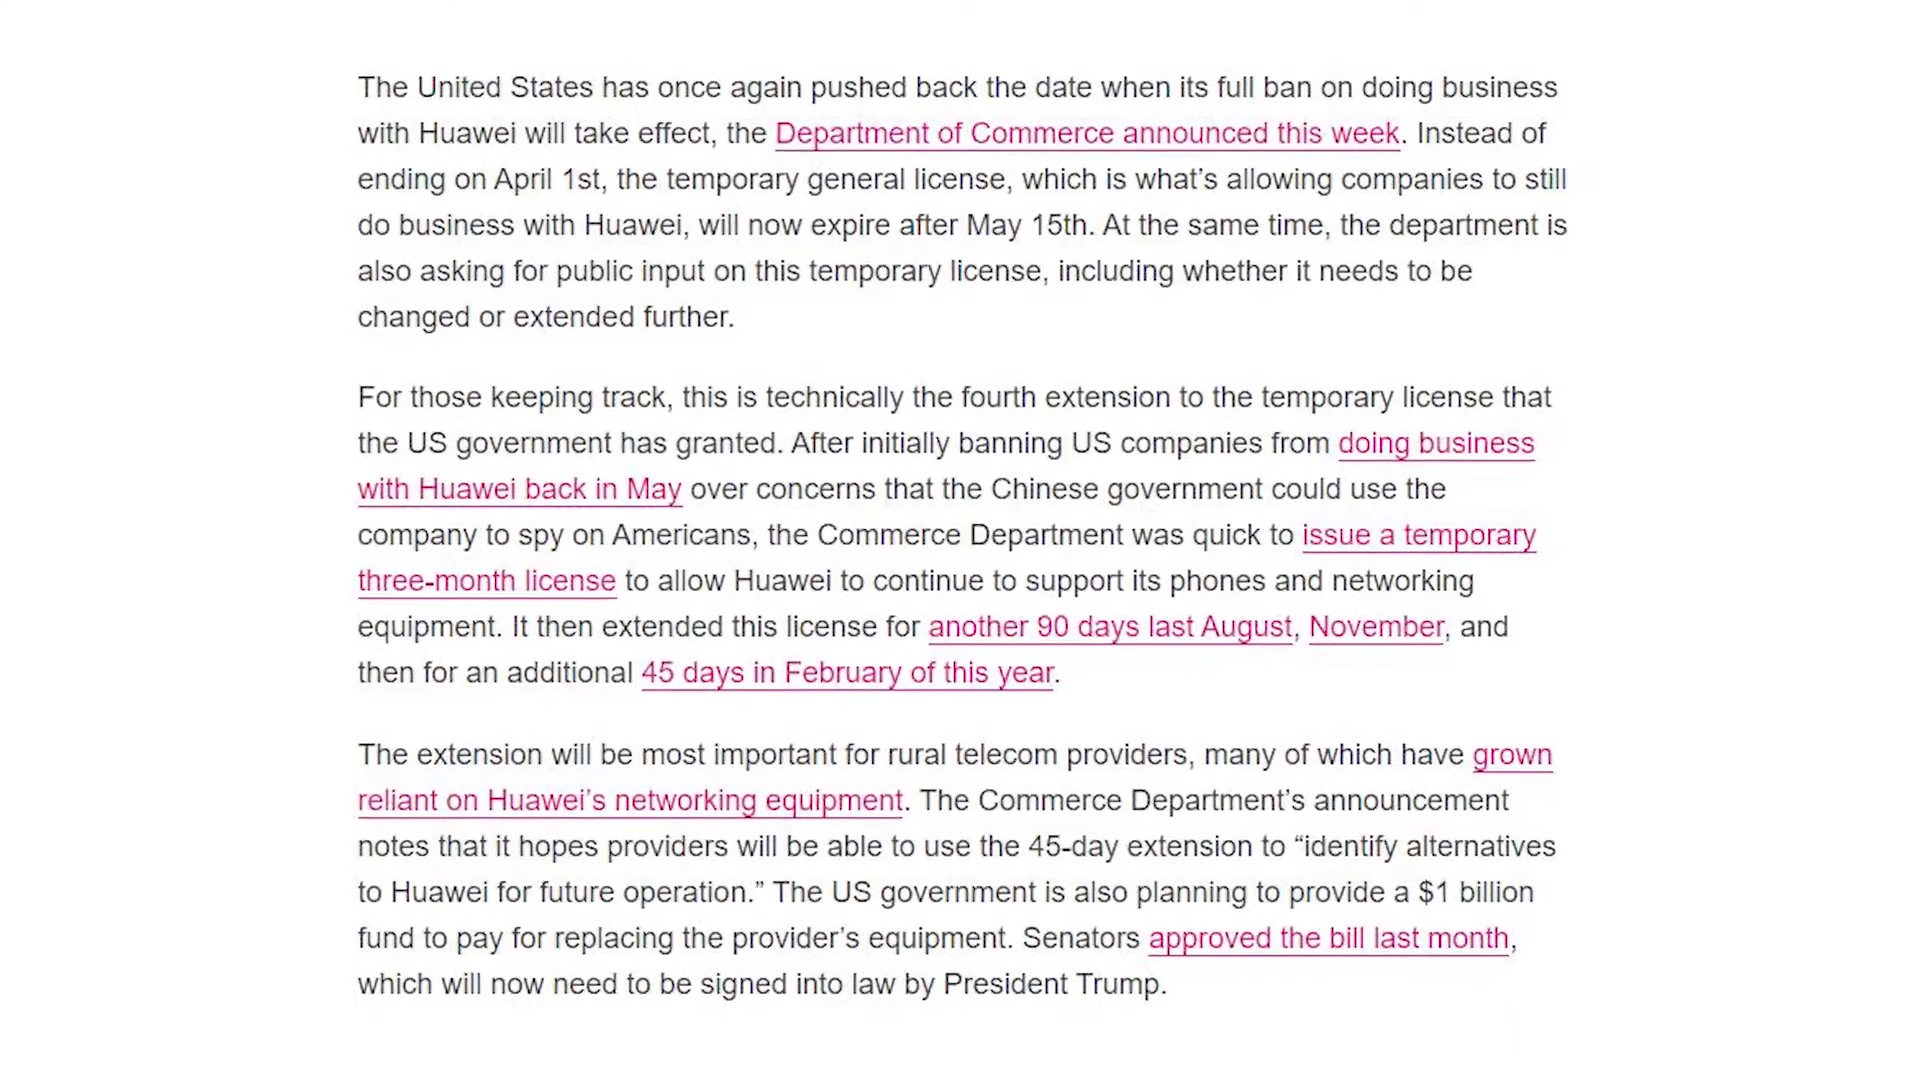 The United States has once again pushed back the date when its full ban on doing business
with Huawei will take effect, the Department of Commerce announced this week. Instead of
ending on April 1st, the temporary general license, which is what’s allowing companies to still
do business with Huawei, will now expire after May 15th. At the same time, the department is
also asking for public input on this temporary license, including whether it needs to be
changed or extended further.
For those keeping track, this is technically the fourth extension to the temporary license that
the US government has granted. After initially banning US companies from doing business
with Huawei back in May over concerns that the Chinese government could use the
company to spy on Americans, the Commerce Department was quick to issue a temporary
three-month license to allow Huawei to continue to support its phones and networking
equipment. It then extended this license for another 90 days last August, November, and
then for an additional 45 days in February of this year.
The extension will be most important for rural telecom providers, many of which have grown
reliant on Huawei’s networking equipment. The Commerce Department’s announcement
notes that it hopes providers will be able to use the 45-day extension to “identify alternatives
to Huawei for future operation.” The US government is also planning to provide a $1 billion
fund to pay for replacing the provider’s equipment. Senators approved the bill last month,
which will now need to be signed into law by President Trump.